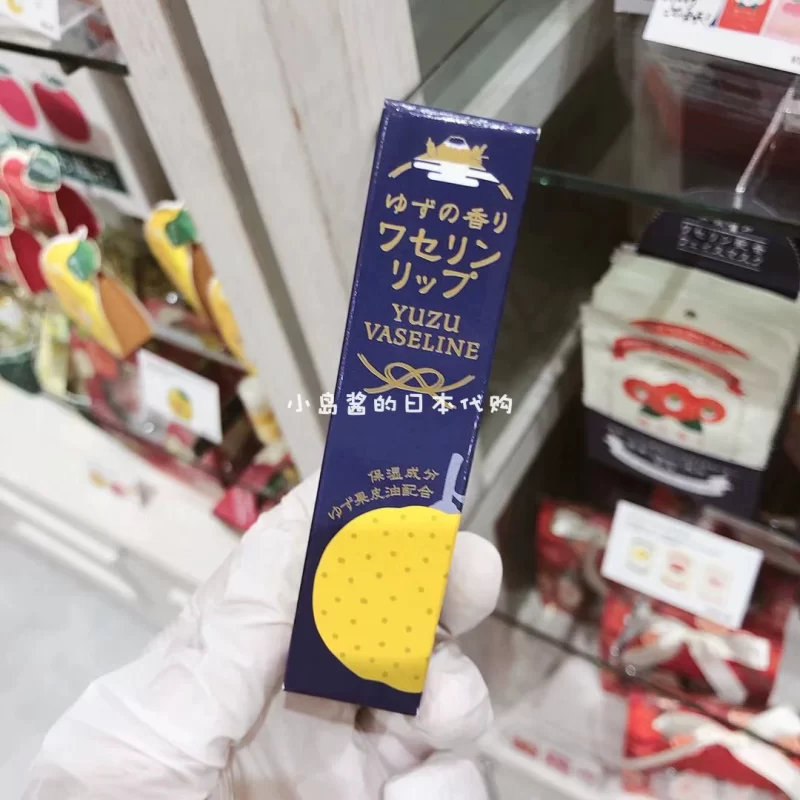 ゆずの香り
ワセリン
リップ
YUZU
VASELINE
小岛酱的日本代购
保湿成分
ゆず果皮油配合